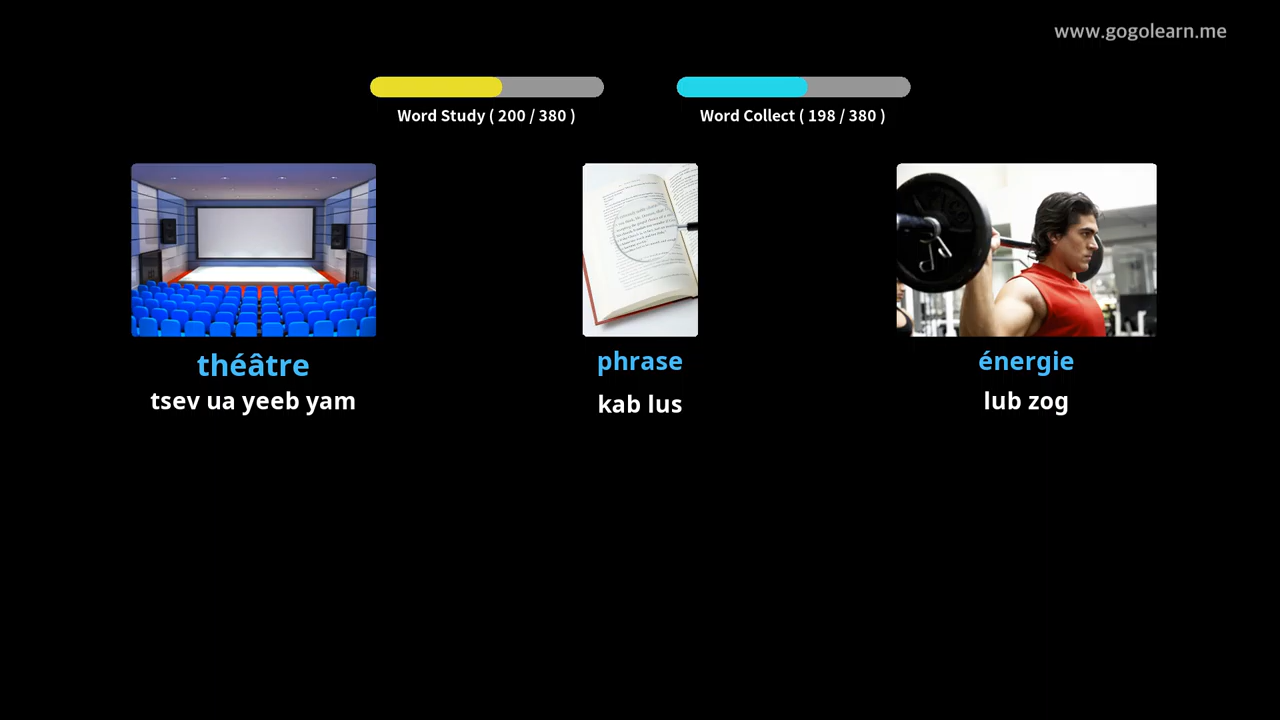 www.gogolearn.me
Word Study ( 200 / 380 )
Word Collect ( 198 / 380 )
théâtre
tsev ua yeeb yam
phrase
kab lus
énergie
lub zog